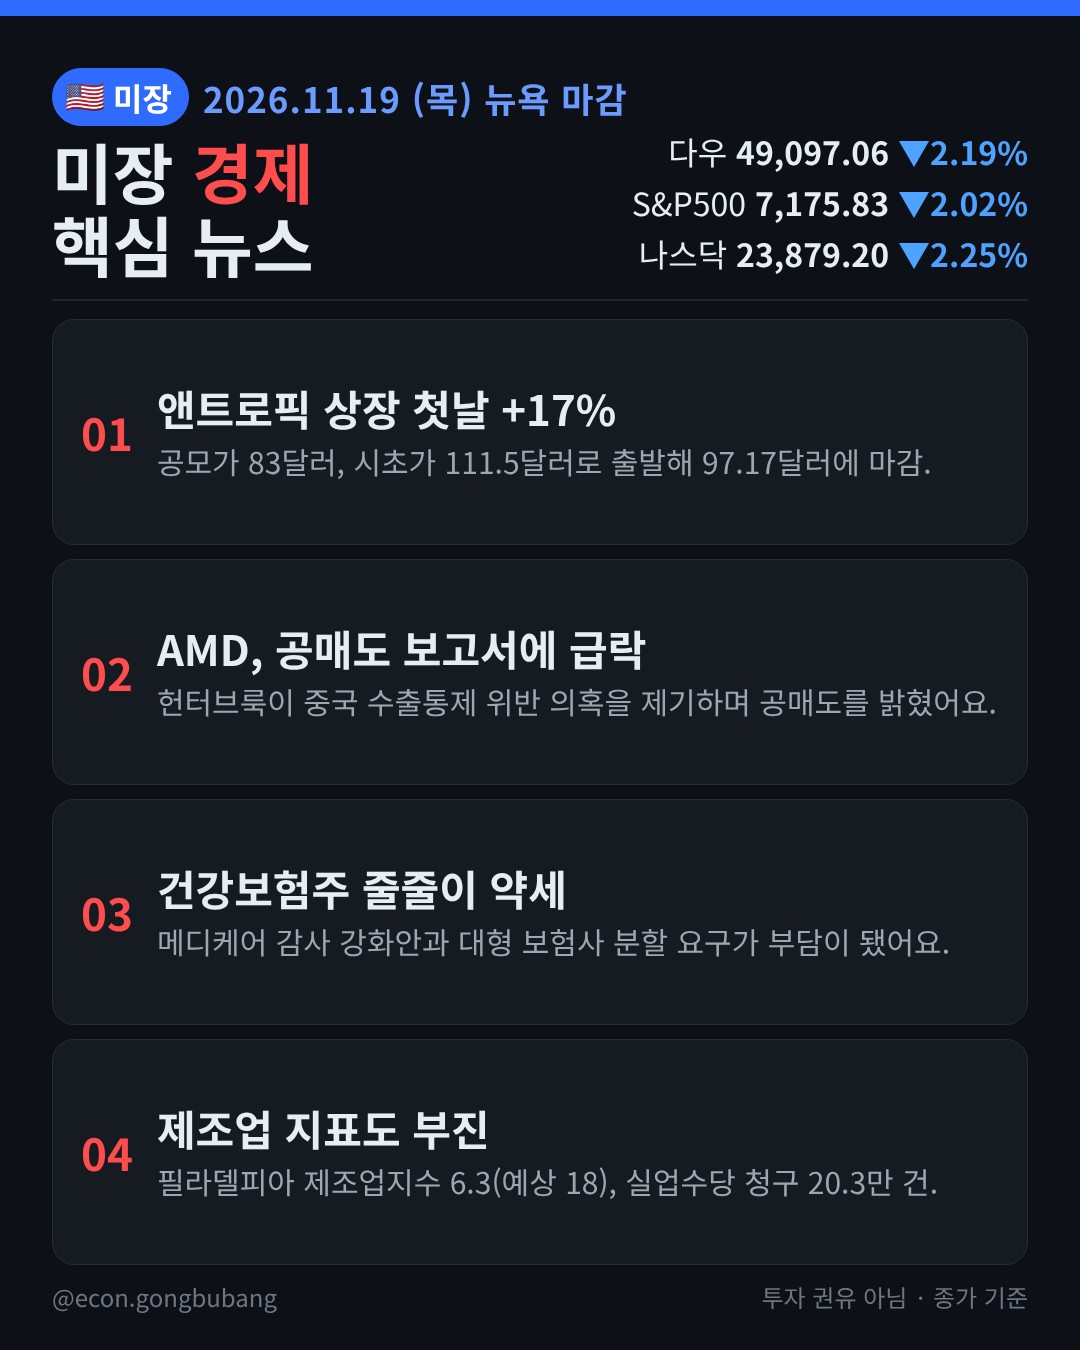 🇺🇸 미장 2026.11.19 (목) 뉴욕 마감
미장 경제
핵심 뉴스
다우 49,097.06 ▼2.19%
S&P500 7,175.83 ▼2.02%
나스닥 23,879.20 ▼2.25%
01
앤트로픽 상장 첫날 +17%
공모가 83달러, 시초가 111.5달러로 출발해 97.17달러에 마감.
02
AMD, 공매도 보고서에 급락
헌터브룩이 중국 수출통제 위반 의혹을 제기하며 공매도를 밝혔어요.
03
건강보험주 줄줄이 약세
메디케어 감사 강화안과 대형 보험사 분할 요구가 부담이 됐어요.
04
제조업 지표도 부진
필라델피아 제조업지수 6.3(예상 18), 실업수당 청구 20.3만 건.
@econ.gongbubang
투자 권유 아님 · 종가 기준